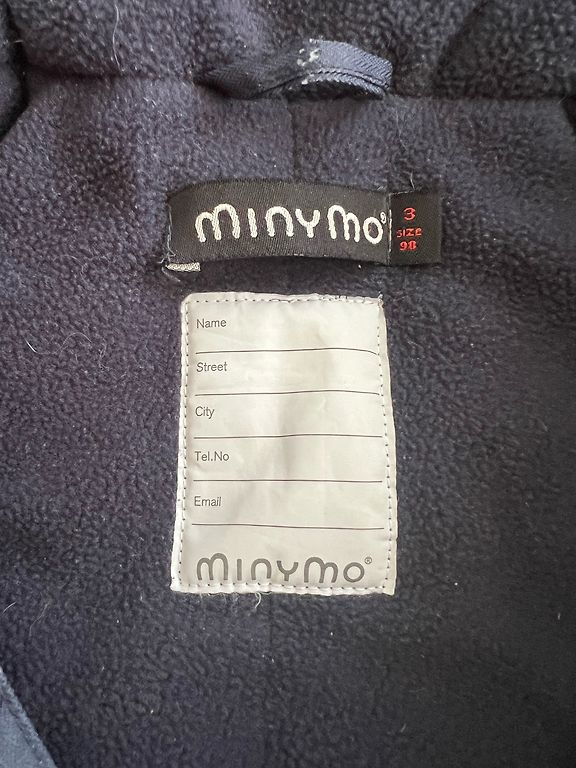 minymo®
3
SIZE
98
Name
Street
City
Tel.No
Email
minymo®